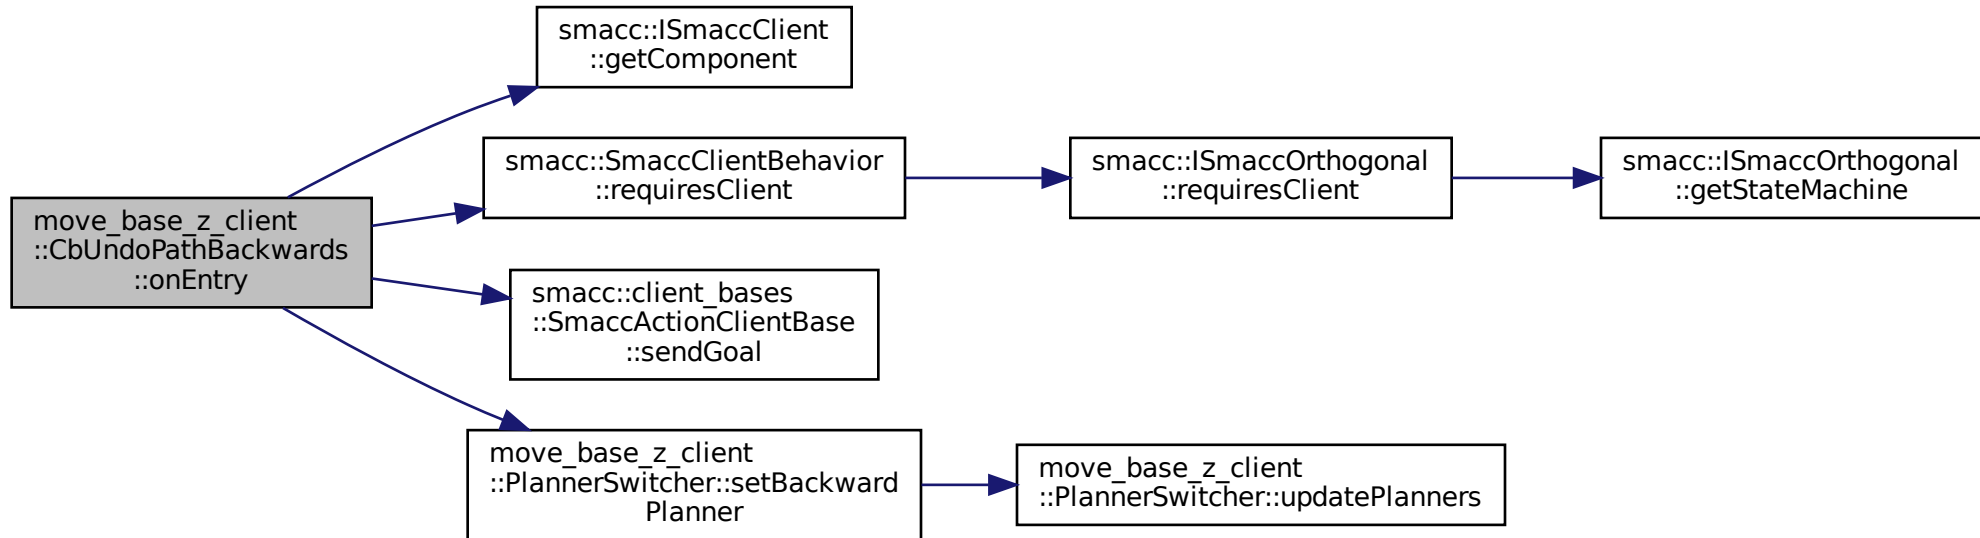 smacc::ISmaccClient
::getComponent
smacc::SmaccClientBehavior
::requiresClient
smacc::ISmaccOrthogonal
::requiresClient
smacc::ISmaccOrthogonal
::getStateMachine
move_base_z_client
::CbUndoPathBackwards
::onEntry
smacc::client_bases
::SmaccActionClientBase
::sendGoal
move_base_z_client
::PlannerSwitcher::setBackward
Planner
move_base_z_client
::PlannerSwitcher::updatePlanners